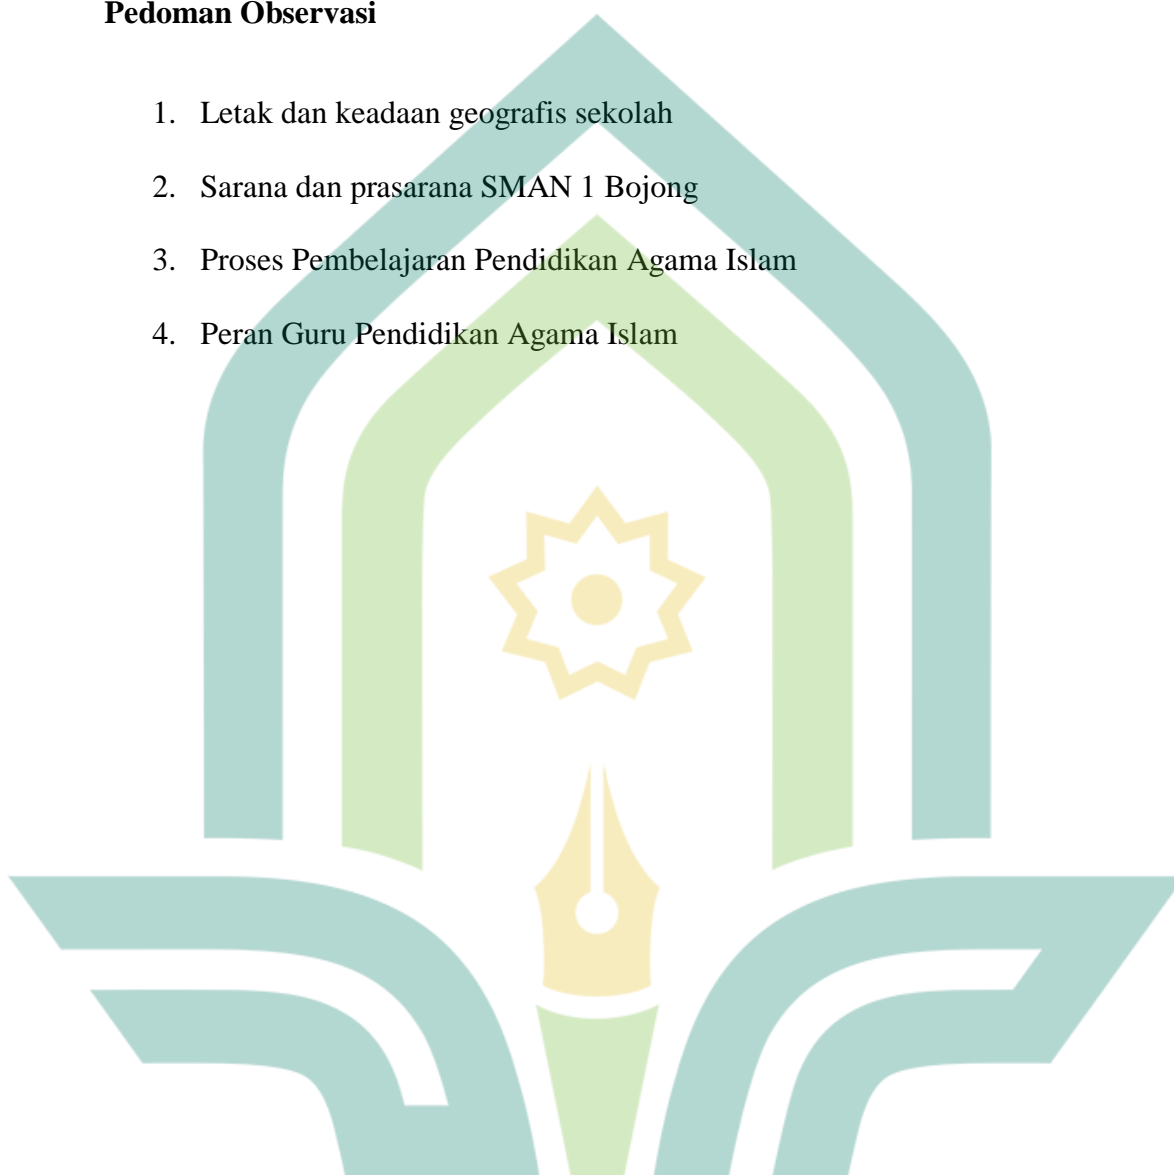 Pedoman Observasi
1. Letak dan keadaan geografis sekolah
2. Sarana dan prasarana SMAN 1 Bojong
3. Proses Pembelajaran Pendidikan Agama Islam
4. Peran Guru Pendidikan Agama Islam